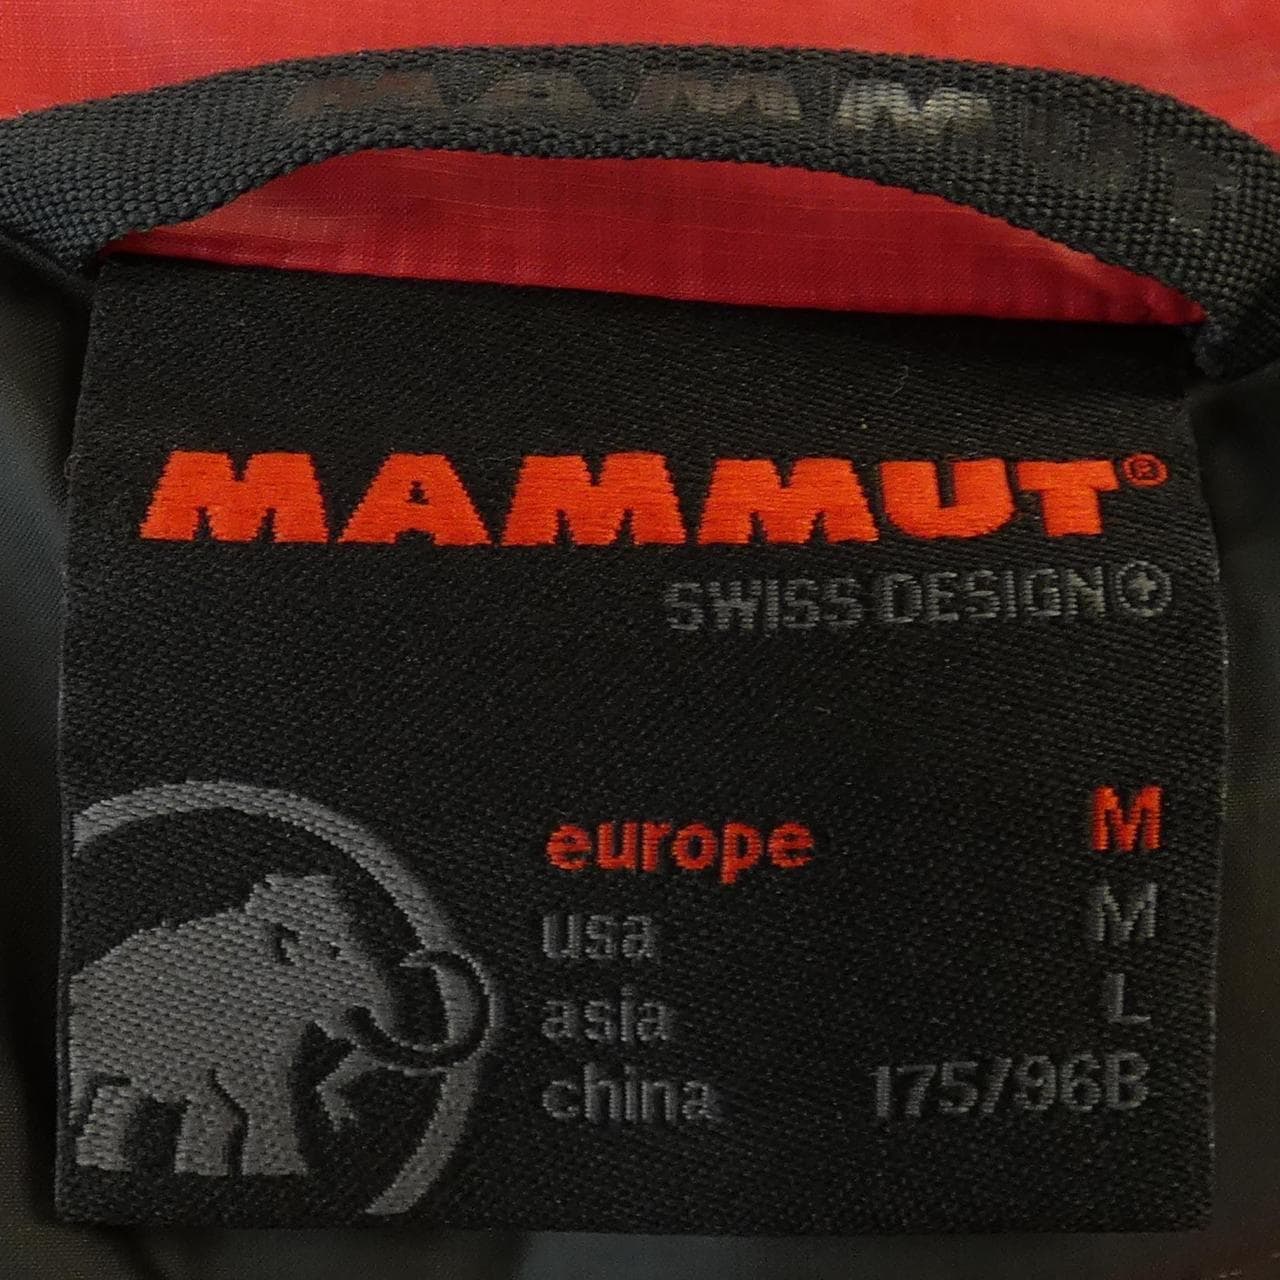 MAMMUT
MAMMUT®
SWISS DESIGN
europe M
usa M
asia L
china 175/96B